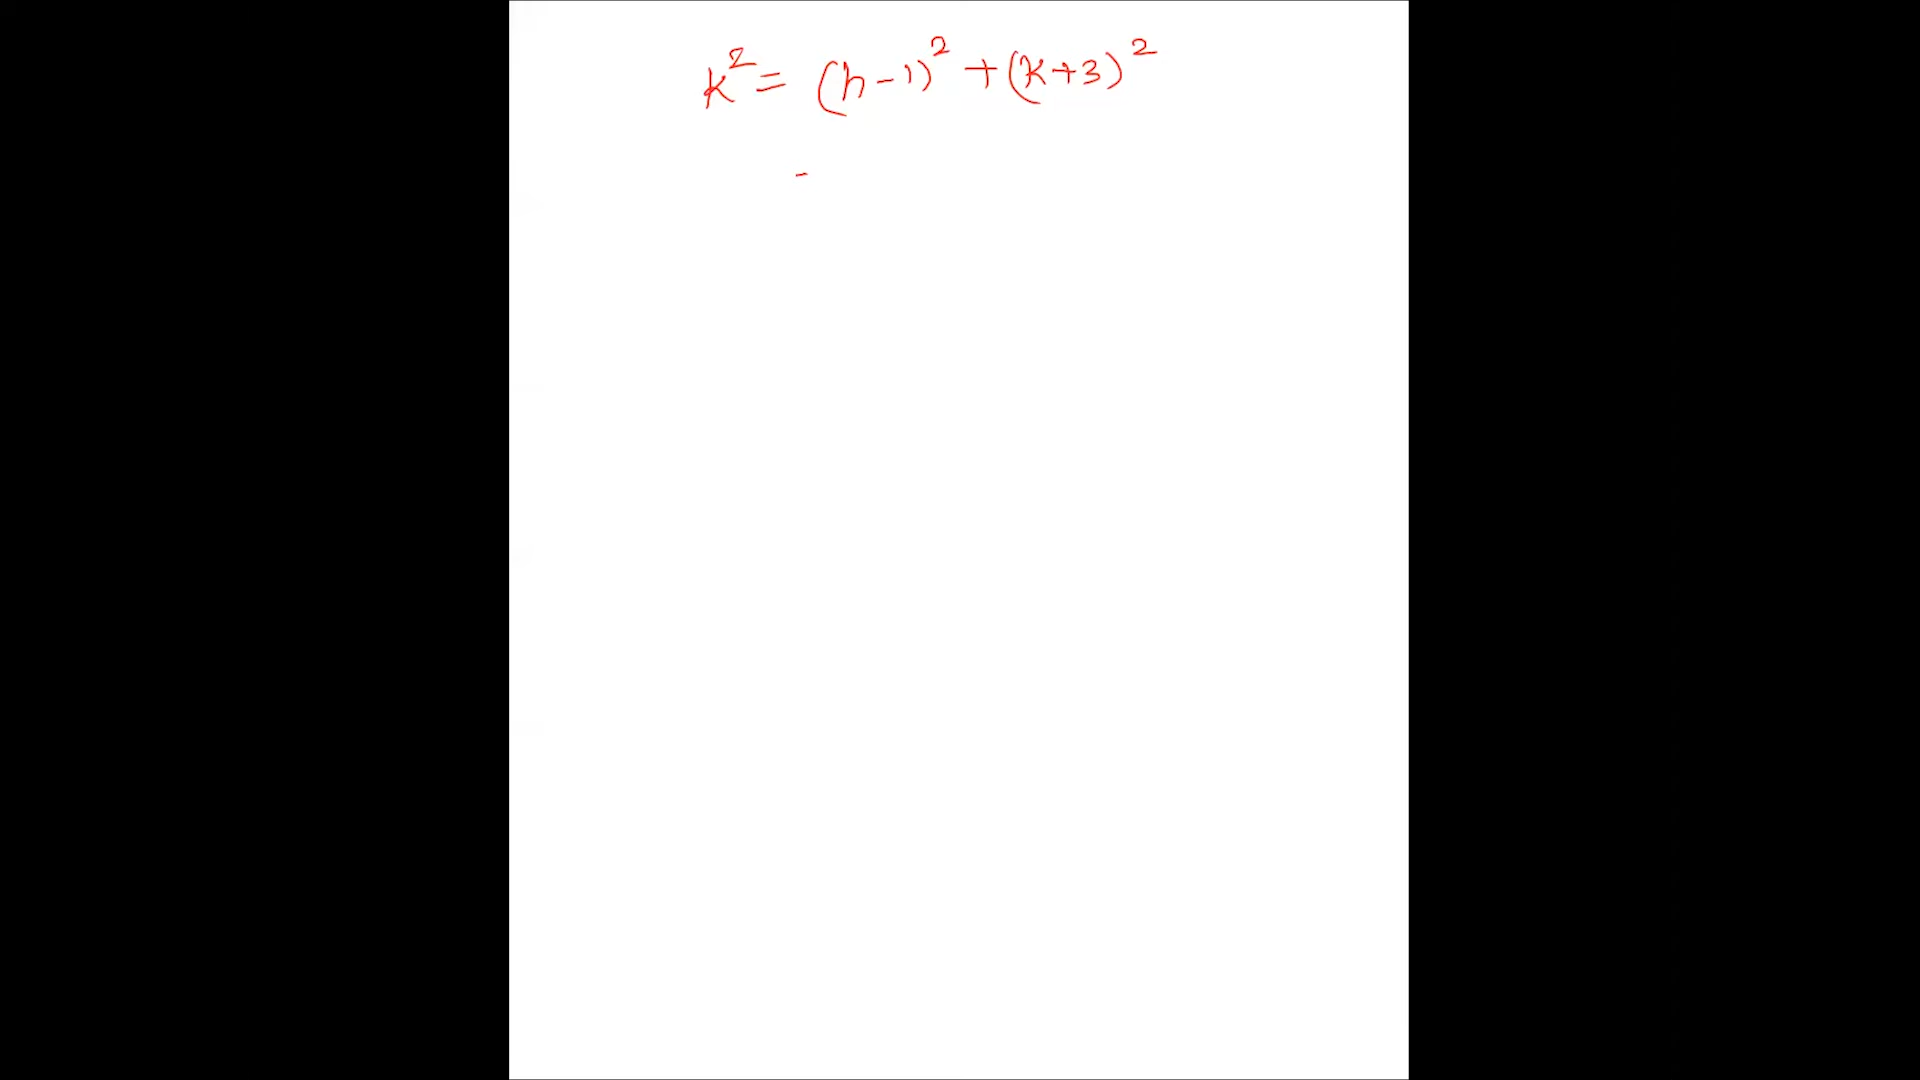 k² = (h-1)² + (k+3)²
-